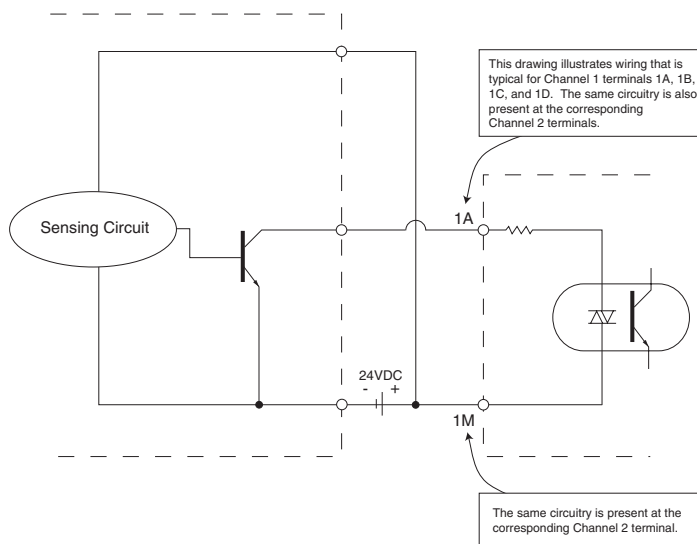 This drawing illustrates wiring that is
typical for Channel 1 terminals 1A, 1B,
1C, and 1D. The same circuitry is also
present at the corresponding
Channel 2 terminals.
1A
Sensing Circuit
24VDC
- +
1M
The same circuitry is present at the
corresponding Channel 2 terminal.